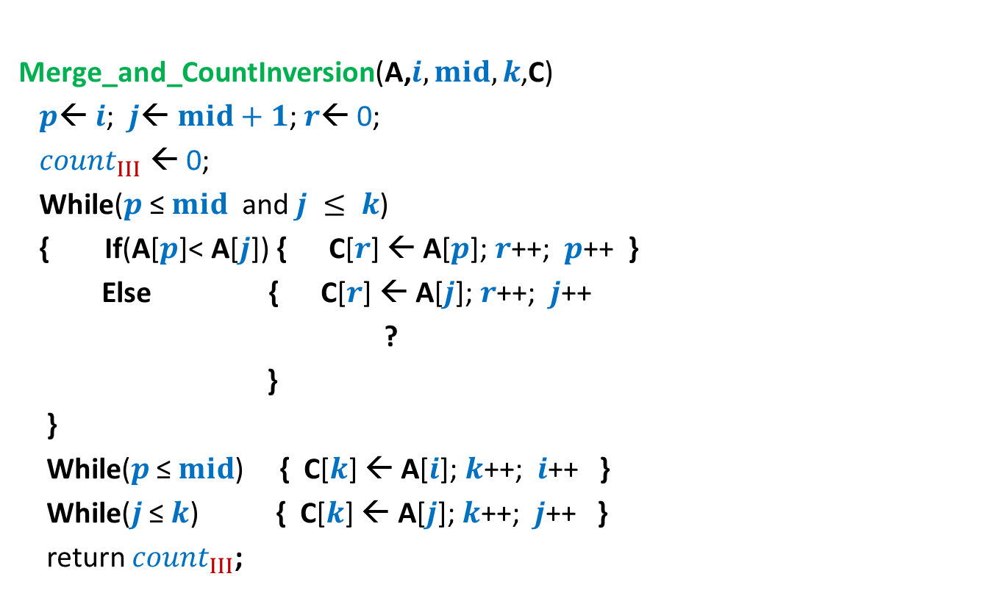 Merge_and_CountInversion(A,i, mid, k,C)
p← i; j← mid + 1; r← 0;
count_III ← 0;
While(p ≤ mid and j ≤ k)
{ If(A[p]< A[j]) { C[r] ← A[p]; r++; p++ }
Else { C[r] ← A[j]; r++; j++
?
}
}
While(p ≤ mid) { C[k] ← A[i]; k++; i++ }
While(j ≤ k) { C[k] ← A[j]; k++; j++ }
return count_III;